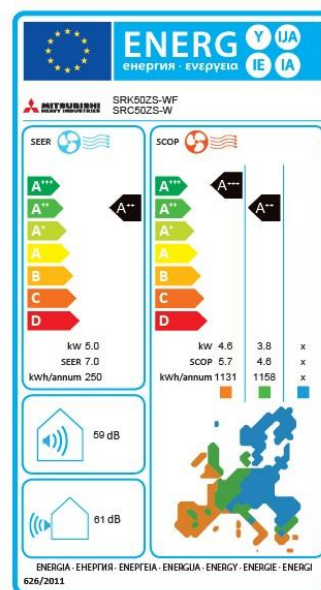 ENERG Y IJA
енергия · ενεργεια IE IA
MITSUBISHI
HEAVY INDUSTRIES
SRK50ZS-WF
SRC50ZS-W
SEER
SCOP
A+++
A++
A+
A
B
C
D
A++
kW 5.0
SEER 7.0
kWh/annum 250
A+++
A++
A+
A
B
C
D
A+++
A++
kW 4.6 3.8 x
SCOP 5.7 4.6 x
kWh/annum 1131 1158 x
59 dB
61 dB
ENERGIA · ЕНЕРГИЯ · ΕΝΕΡΓΕΙΑ · ENERGIJA · ENERGY · ENERGIE · ENERGI
626/2011